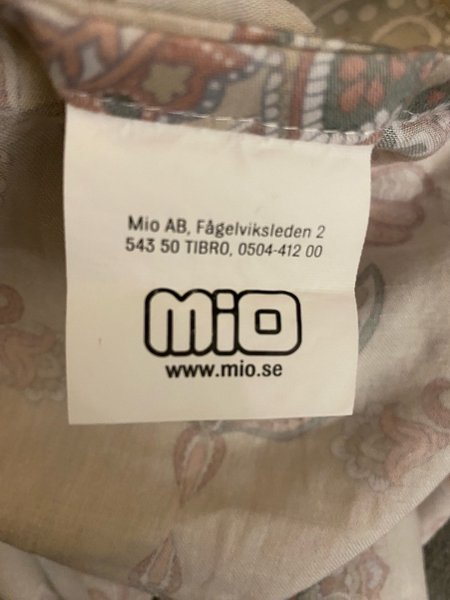 Mio AB, Fågelviksleden 2
543 50 TIBRO, 0504-412 00
mio
www.mio.se